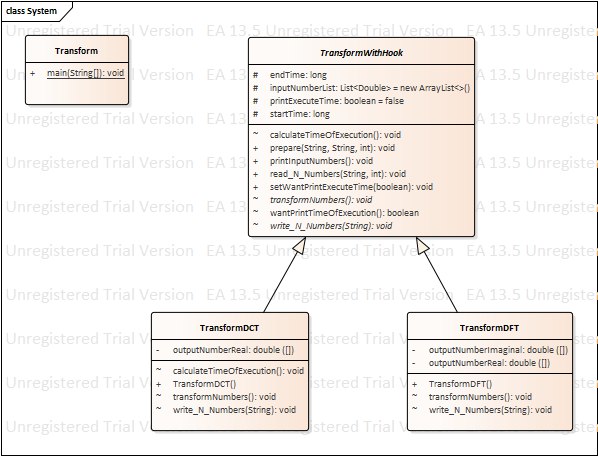 class System
Unregistered Trial Version EA 13.5 Unregistered Trial Version EA 13.5 Unregistered Tria
Transform
+ main(String[]): void
TransformWithHook
# endTime: long
# inputNumberList: List<Double> = new ArrayList<>()
# printExecuteTime: boolean = false
# startTime: long
~ calculateTimeOfExecution(): void
+ prepare(String, String, int): void
+ printInputNumbers(): void
+ read_N_Numbers(String, int): void
+ setWantPrintExecuteTime(boolean): void
~ transformNumbers(): void
~ wantPrintTimeOfExecution(): boolean
~ write_N_Numbers(String): void
TransformDCT
- outputNumberReal: double ([])
~ calculateTimeOfExecution(): void
+ TransformDCT()
~ transformNumbers(): void
~ write_N_Numbers(String): void
TransformDFT
- outputNumberImaginal: double ([])
- outputNumberReal: double ([])
+ TransformDFT()
~ transformNumbers(): void
~ write_N_Numbers(String): void